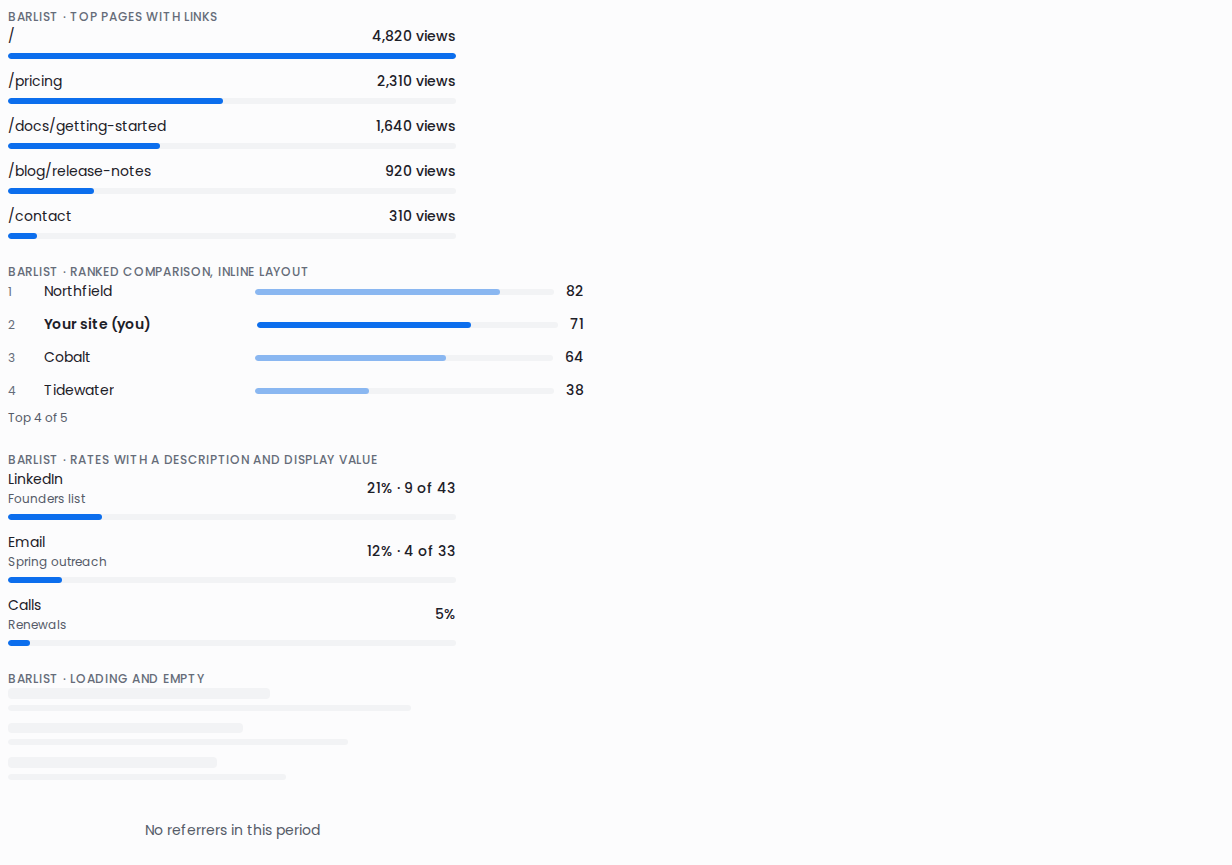 BARLIST · TOP PAGES WITH LINKS
/ 4,820 views
/pricing 2,310 views
/docs/getting-started 1,640 views
/blog/release-notes 920 views
/contact 310 views
BARLIST · RANKED COMPARISON, INLINE LAYOUT
1 Northfield 82
2 Your site (you) 71
3 Cobalt 64
4 Tidewater 38
Top 4 of 5
BARLIST · RATES WITH A DESCRIPTION AND DISPLAY VALUE
LinkedIn
21% · 9 of 43
Founders list
Email
12% · 4 of 33
Spring outreach
Calls
5%
Renewals
BARLIST · LOADING AND EMPTY
No referrers in this period